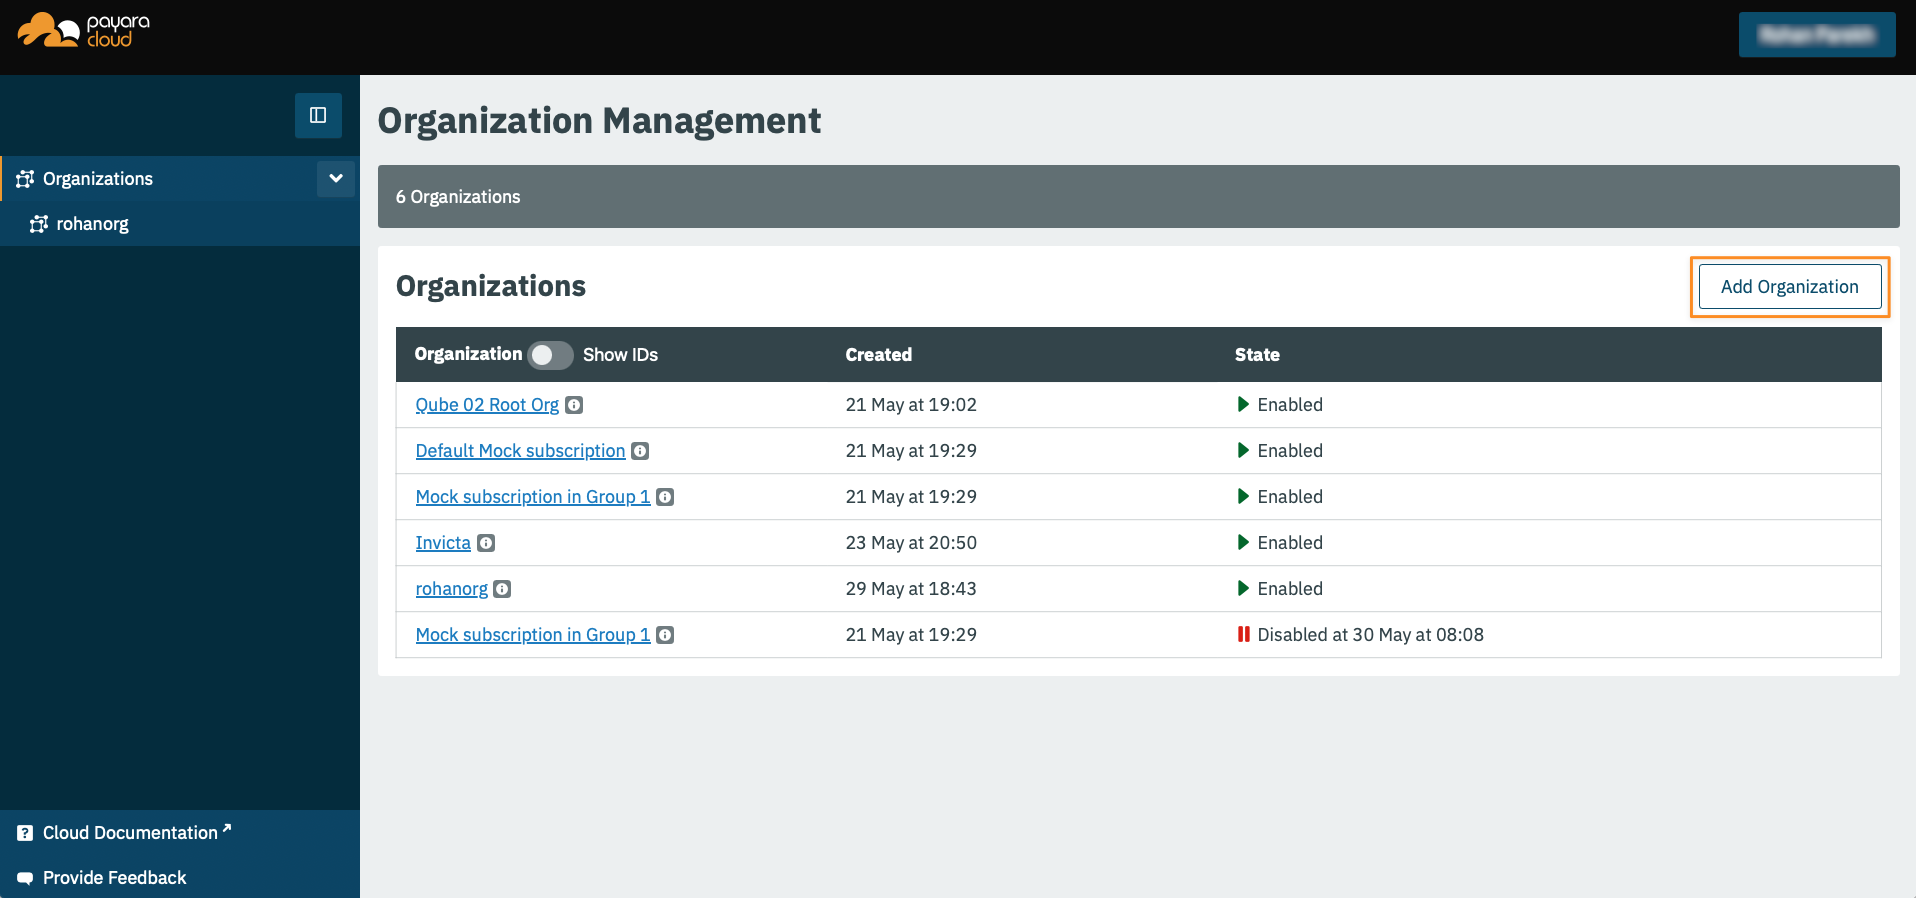 payara
cloud
Organizations
rohanorg
Cloud Documentation
Provide Feedback
Organization Management
6 Organizations
Organizations
Add Organization
Organization Show IDs Created State
Qube 02 Root Org 21 May at 19:02 Enabled
Default Mock subscription 21 May at 19:29 Enabled
Mock subscription in Group 1 21 May at 19:29 Enabled
Invicta 23 May at 20:50 Enabled
rohanorg 29 May at 18:43 Enabled
Mock subscription in Group 1 21 May at 19:29 Disabled at 30 May at 08:08